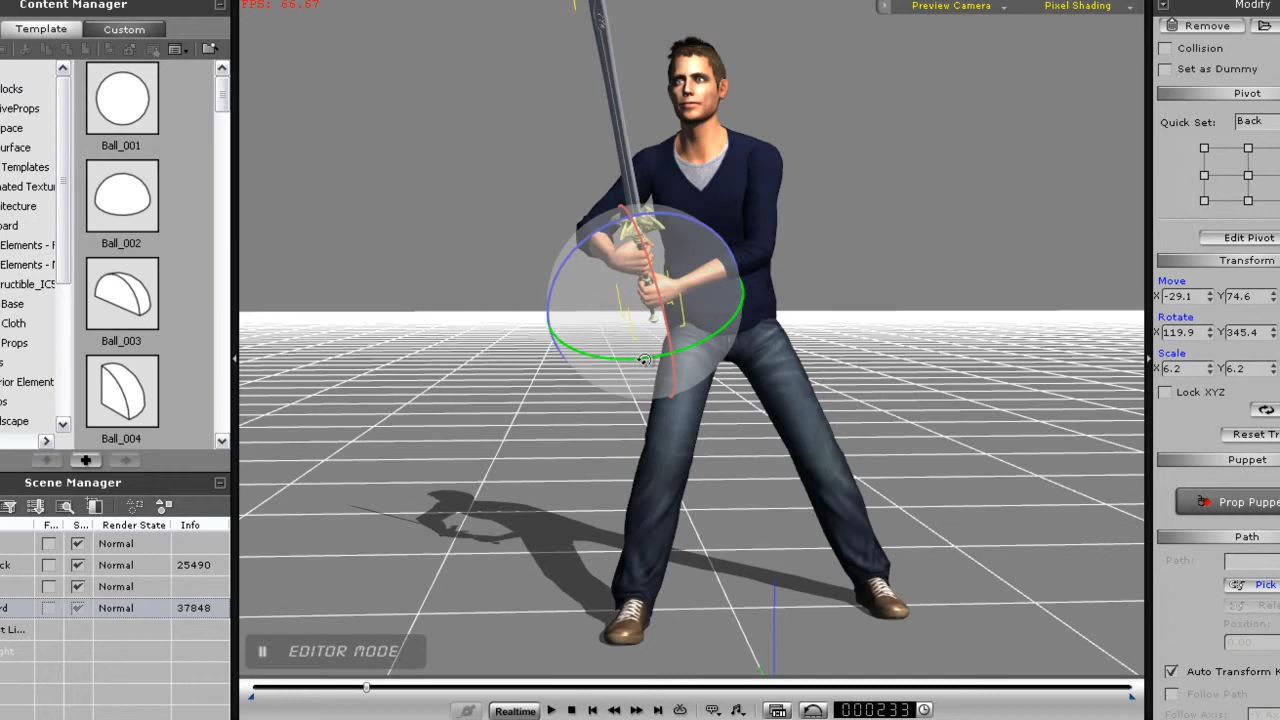 Content Manager
Template
Custom
locks
iveProps
pace
urface
Templates
ated Textur
hitecture
Elements - F
Elements -
tructible_IC5
Base
Cloth
Props
rior Element
ps
dscape
Ball_001
Ball_002
Ball_003
Ball_004
Scene Manager
F...
S...
Render State
Info
Normal
ck
Normal
25490
Normal
rd
Normal
37848
t Li...
ght
FPS: 66.67
Preview Camera
Pixel Shading
EDITOR MODE
Realtime
000233
Modify
Remove
Collision
Set as Dummy
Pivot
Quick Set:
Back
Edit Pivot
Transform
Move
X -29.1
Y 74.6
Rotate
X 119.9
Y 345.4
Scale
X 6.2
Y 6.2
Lock XYZ
Reset Tr
Puppet
Prop Puppe
Path
Path:
Pick
Rele
Position:
0.00
Auto Transform K
Follow Path
Follow Axis: